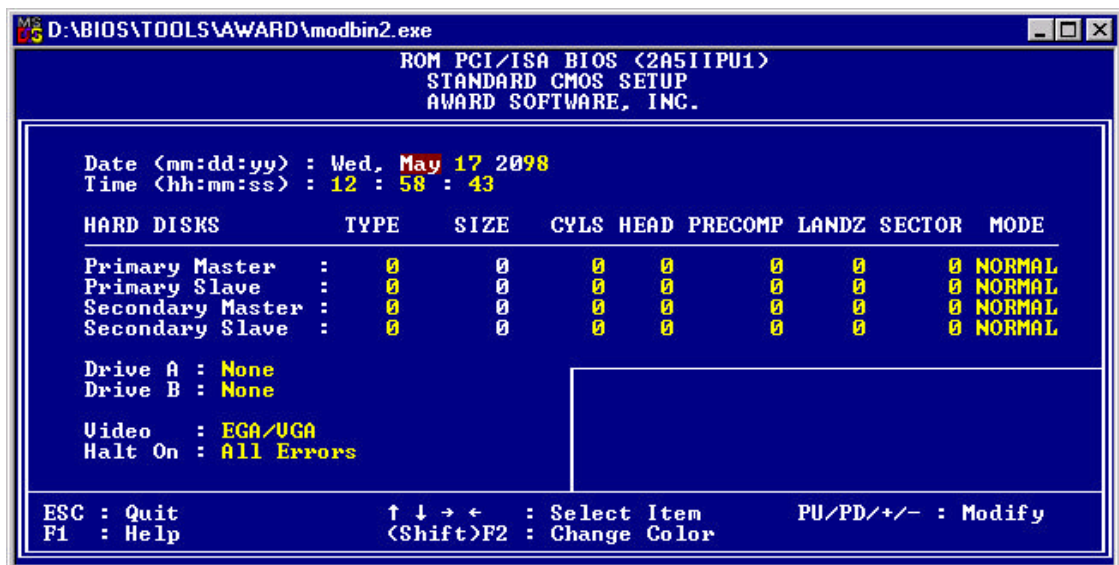 D:\BIOS\TOOLS\AWARD\modbin2.exe
ROM PCI/ISA BIOS (2A5IIPU1)
STANDARD CMOS SETUP
AWARD SOFTWARE, INC.
Date (mm:dd:yy) : Wed, May 17 2098
Time (hh:mm:ss) : 12 : 58 : 43
HARD DISKS TYPE SIZE CYLS HEAD PRECOMP LANDZ SECTOR MODE
Primary Master : 0 0 0 0 0 0 0 NORMAL
Primary Slave : 0 0 0 0 0 0 0 NORMAL
Secondary Master : 0 0 0 0 0 0 0 NORMAL
Secondary Slave : 0 0 0 0 0 0 0 NORMAL
Drive A : None
Drive B : None
Video : EGA/VGA
Halt On : All Errors
ESC : Quit ↑ ↓ → ← : Select Item PU/PD/+/- : Modify
F1 : Help (Shift)F2 : Change Color